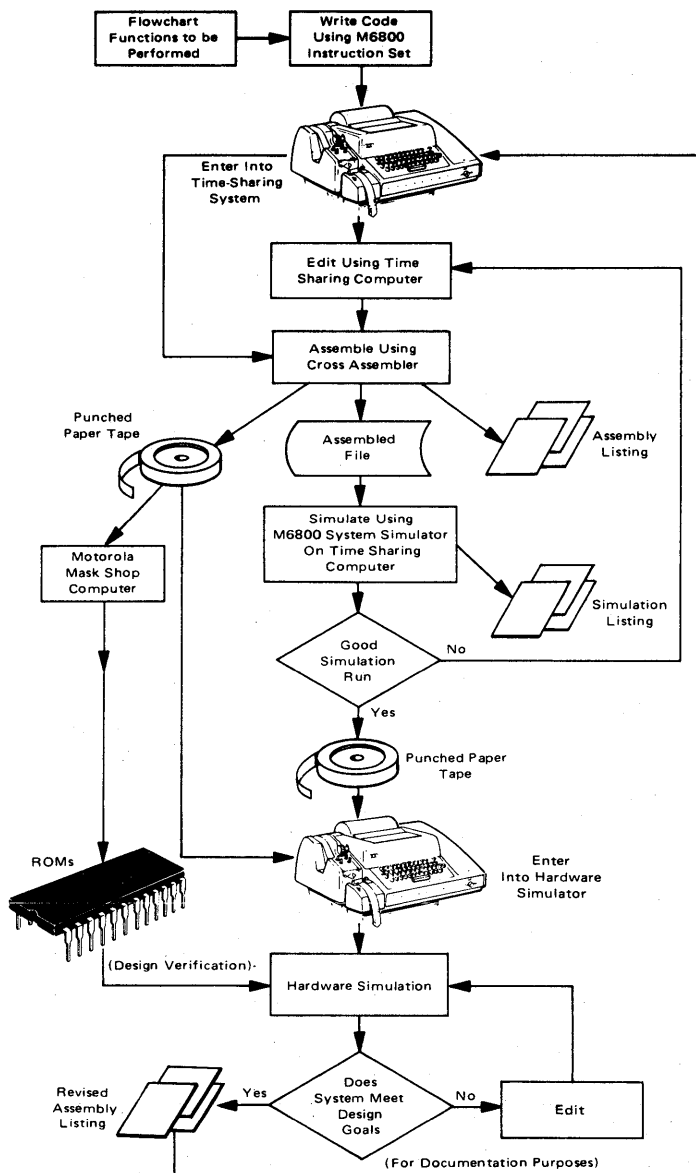 Flowchart
Functions to be
Performed
Write Code
Using M6800
Instruction Set
Enter Into
Time-Sharing
System
Edit Using Time
Sharing Computer
Assemble Using
Cross Assembler
Punched
Paper Tape
Assembled
File
Assembly
Listing
Motorola
Mask Shop
Computer
Simulate Using
M6800 System Simulator
On Time Sharing
Computer
Simulation
Listing
Good
Simulation
Run
No
Yes
Punched Paper
Tape
ROMs
Enter
Into Hardware
Simulator
(Design Verification)-
Hardware Simulation
Revised
Assembly
Listing
Yes
Does
System Meet
Design
Goals
No
Edit
(For Documentation Purposes)